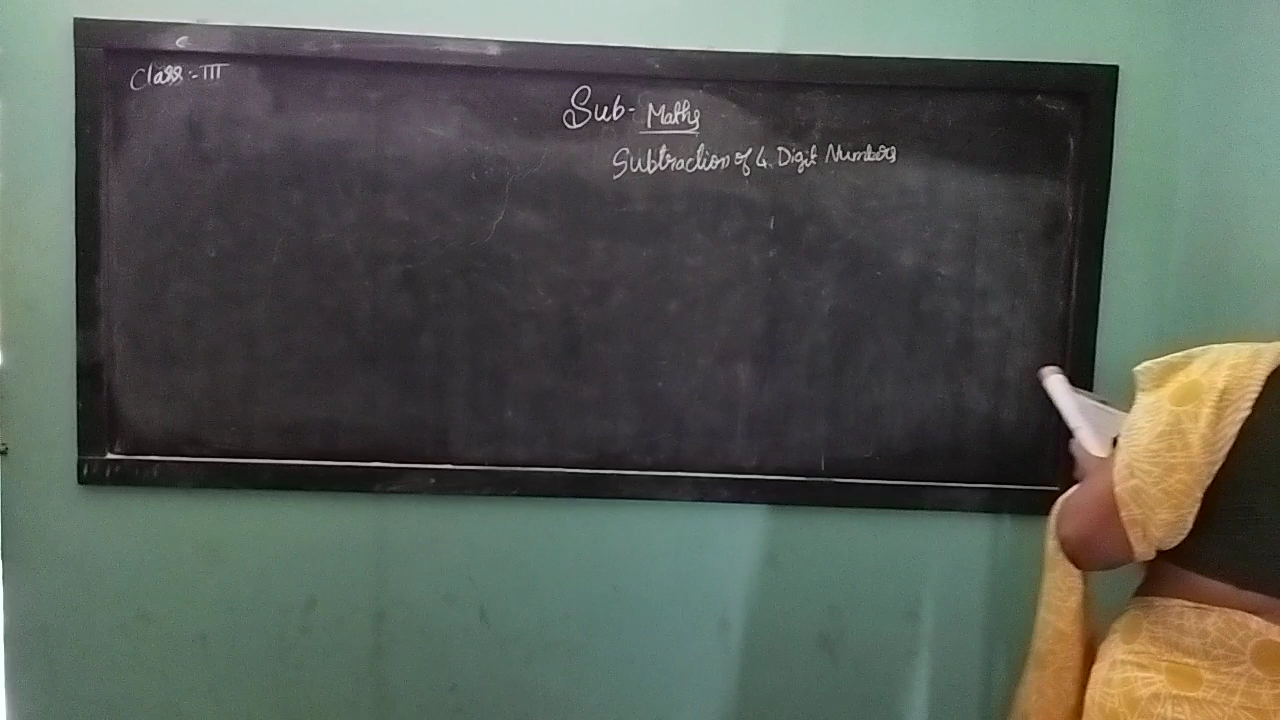 Class:- III
Sub- Maths
Subtraction of 4 Digit Numbers